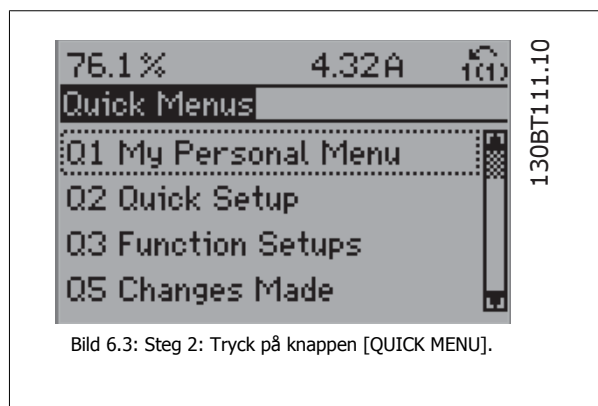 76.1% 4.32A 1(1)
Quick Menus
Q1 My Personal Menu
Q2 Quick Setup
Q3 Function Setups
Q5 Changes Made
130BT111.10
Bild 6.3: Steg 2: Tryck på knappen [QUICK MENU].